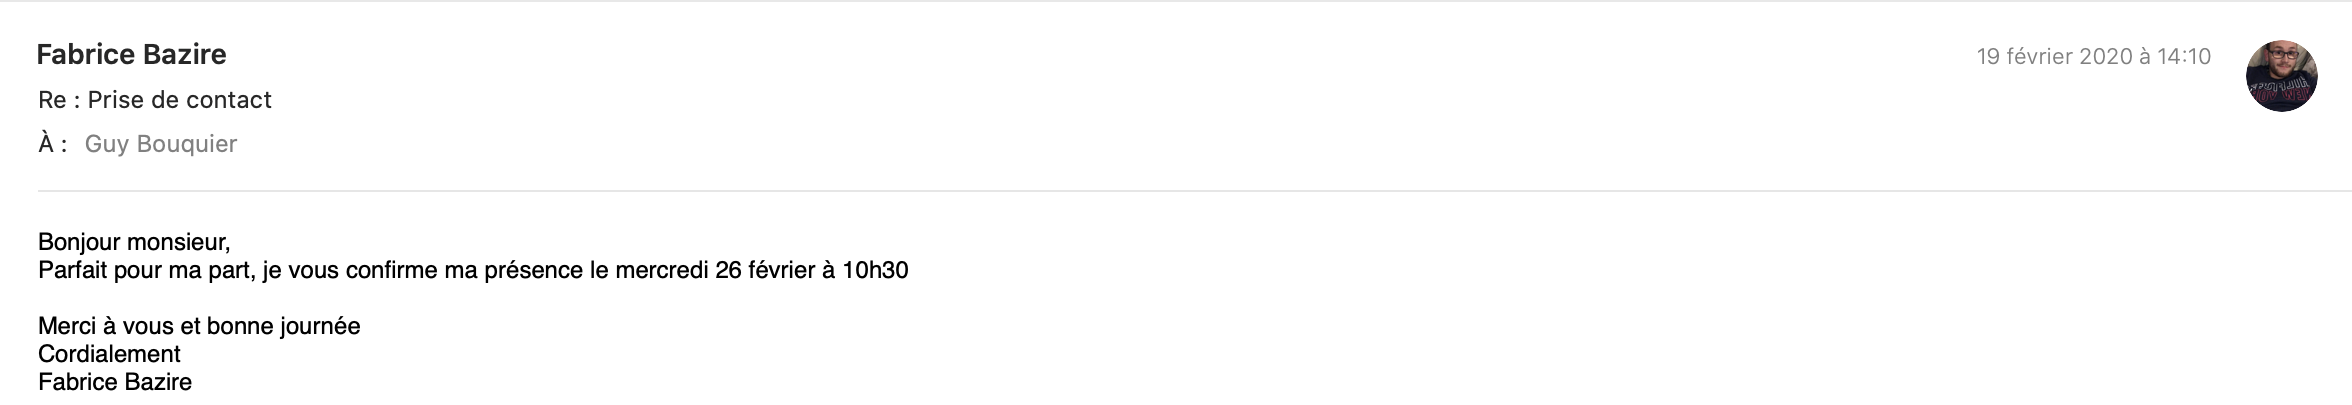 Fabrice Bazire
19 février 2020 à 14:10
Re : Prise de contact
À : Guy Bouquier
Bonjour monsieur,
Parfait pour ma part, je vous confirme ma présence le mercredi 26 février à 10h30
Merci à vous et bonne journée
Cordialement
Fabrice Bazire